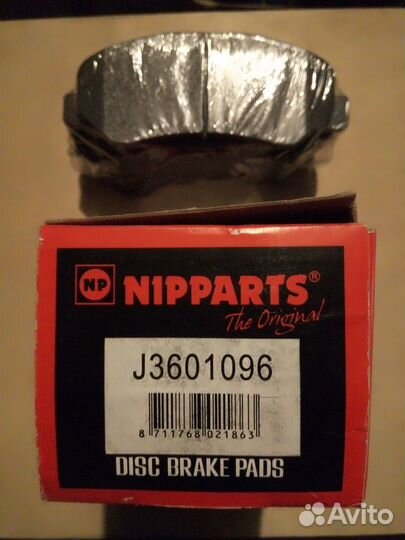 NP NIPPARTS®
The Original
J3601096
8 711768 021863
DISC BRAKE PADS
Avito